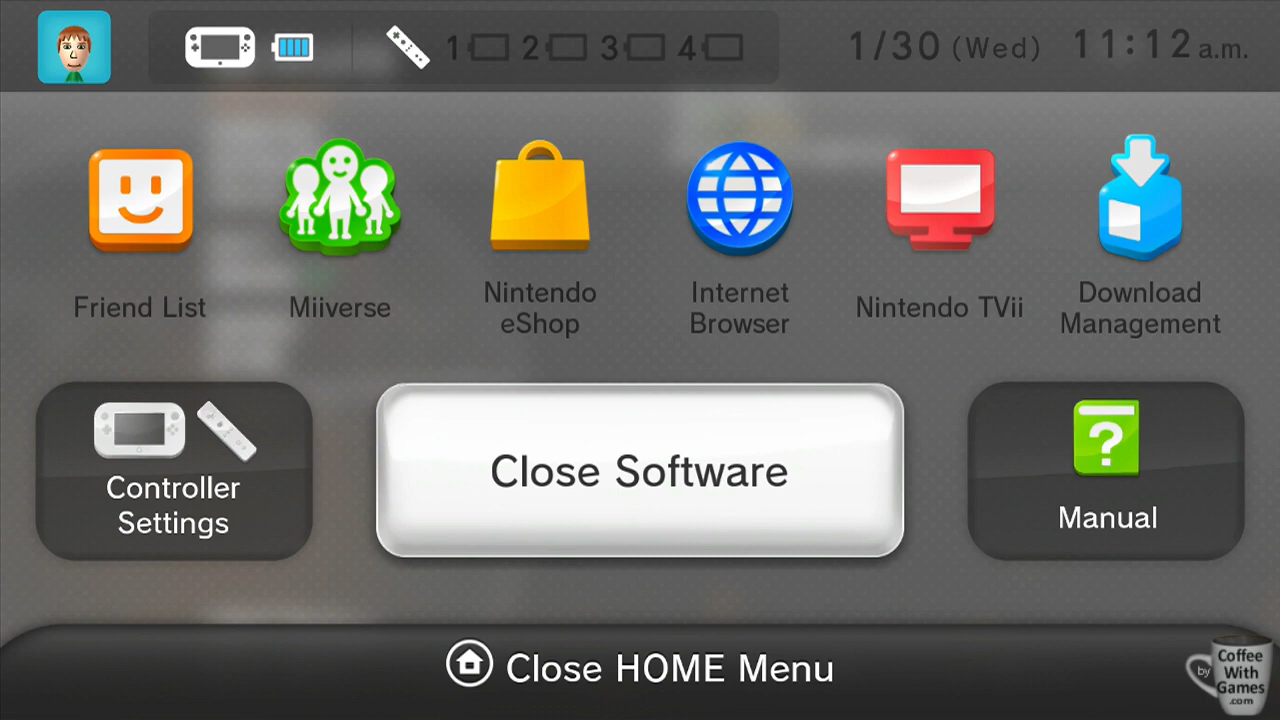 1 2 3 4 1/30 (Wed) 11:12 a.m.
Friend List
Miiverse
Nintendo
eShop
Internet
Browser
Nintendo TVii
Download
Management
Controller
Settings
Close Software
?
Manual
Close HOME Menu
by
Coffee
With
Games
.com